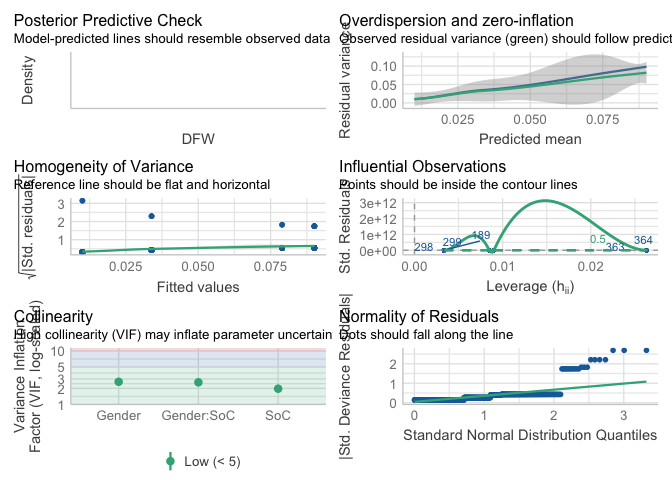 Posterior Predictive Check
Model-predicted lines should resemble observed data
Density
DFW
Overdispersion and zero-inflation
Observed residual variance (green) should follow predict
Residual variance
0.10
0.05
0.00
0.025
0.050
0.075
Predicted mean
Homogeneity of Variance
Reference line should be flat and horizontal
√|Std. residuals|
3
2
1
0.025
0.050
0.075
Fitted values
Influential Observations
Points should be inside the contour lines
Std. Residuals
3e+12
2e+12
1e+12
0e+00
298
299
489
0.5
363
364
0.00
0.01
0.02
Leverage (hii)
Collinearity
High collinearity (VIF) may inflate parameter uncertain
Variance Inflation
Factor (VIF, log-scaled)
10
5
3
2
1
Gender
Gender:SoC
SoC
Low (< 5)
Normality of Residuals
Dots should fall along the line
|Std. Deviance Residuals|
2
1
0
0
1
2
3
Standard Normal Distribution Quantiles